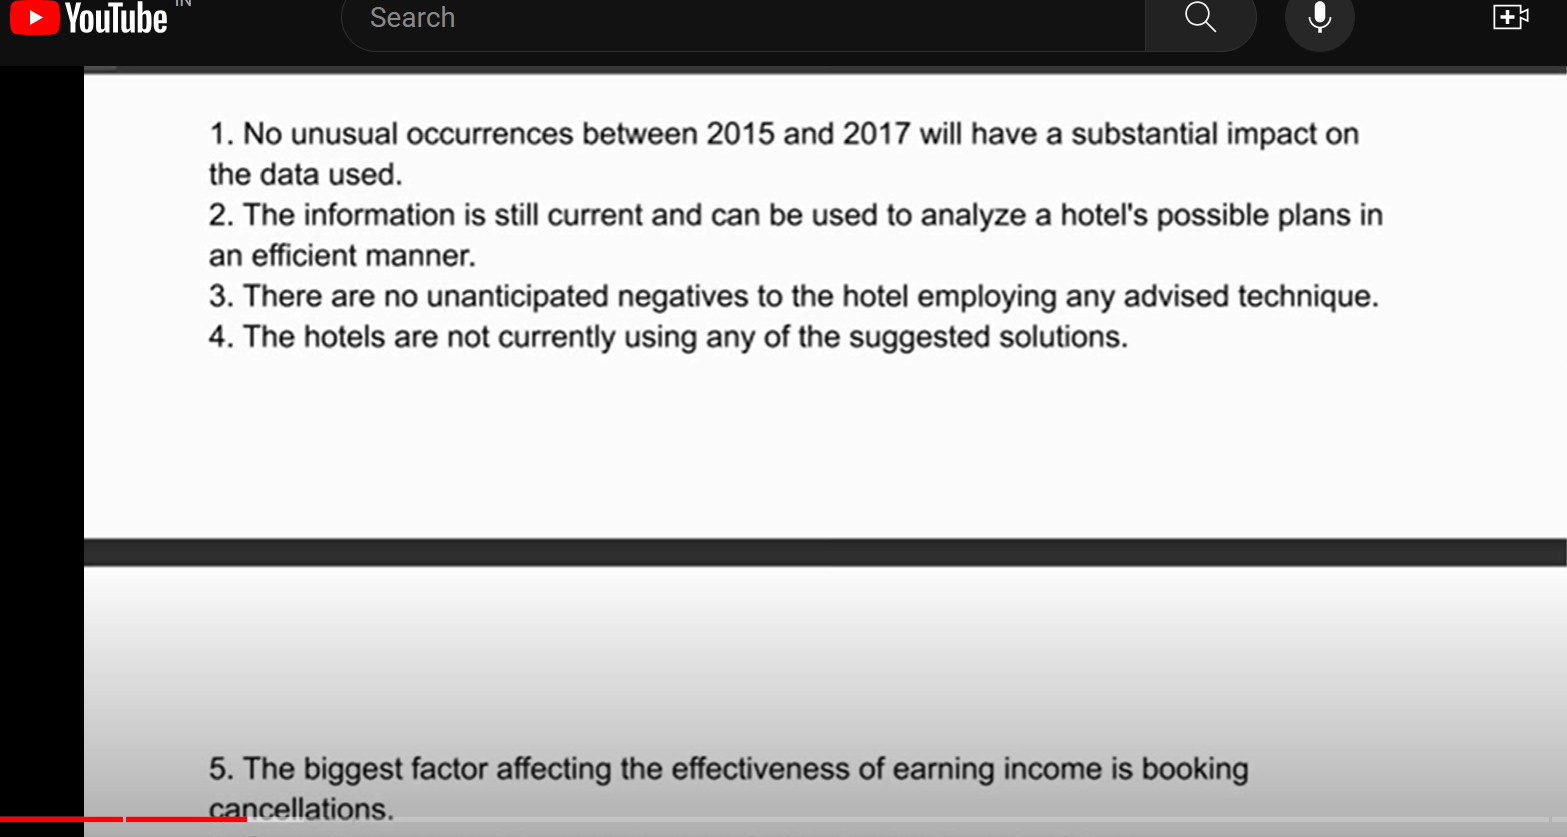 YouTube IN
Search
1. No unusual occurrences between 2015 and 2017 will have a substantial impact on
the data used.
2. The information is still current and can be used to analyze a hotel's possible plans in
an efficient manner.
3. There are no unanticipated negatives to the hotel employing any advised technique.
4. The hotels are not currently using any of the suggested solutions.
5. The biggest factor affecting the effectiveness of earning income is booking
cancellations.